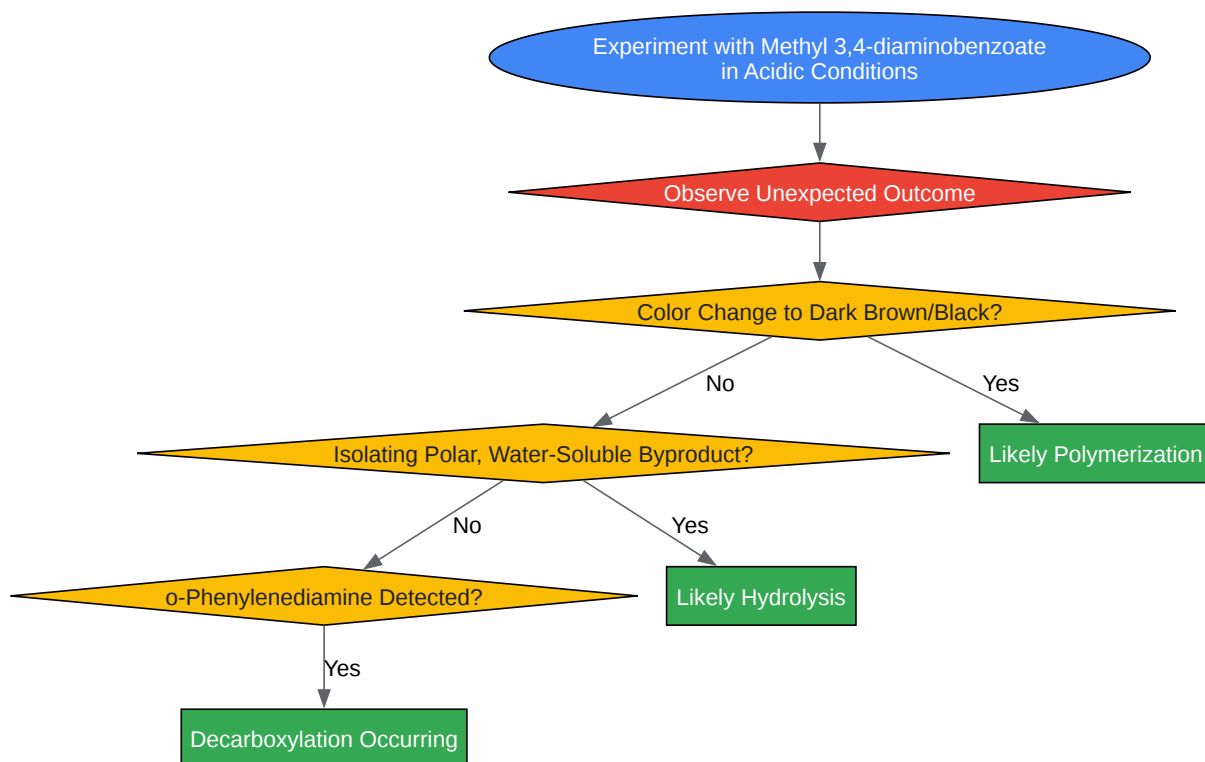 Experiment with Methyl 3,4-diaminobenzoate
in Acidic Conditions
Observe Unexpected Outcome
Color Change to Dark Brown/Black?
No
Yes
Isolating Polar, Water-Soluble Byproduct?
Likely Polymerization
No
Yes
o-Phenylenediamine Detected?
Likely Hydrolysis
Yes
Decarboxylation Occurring